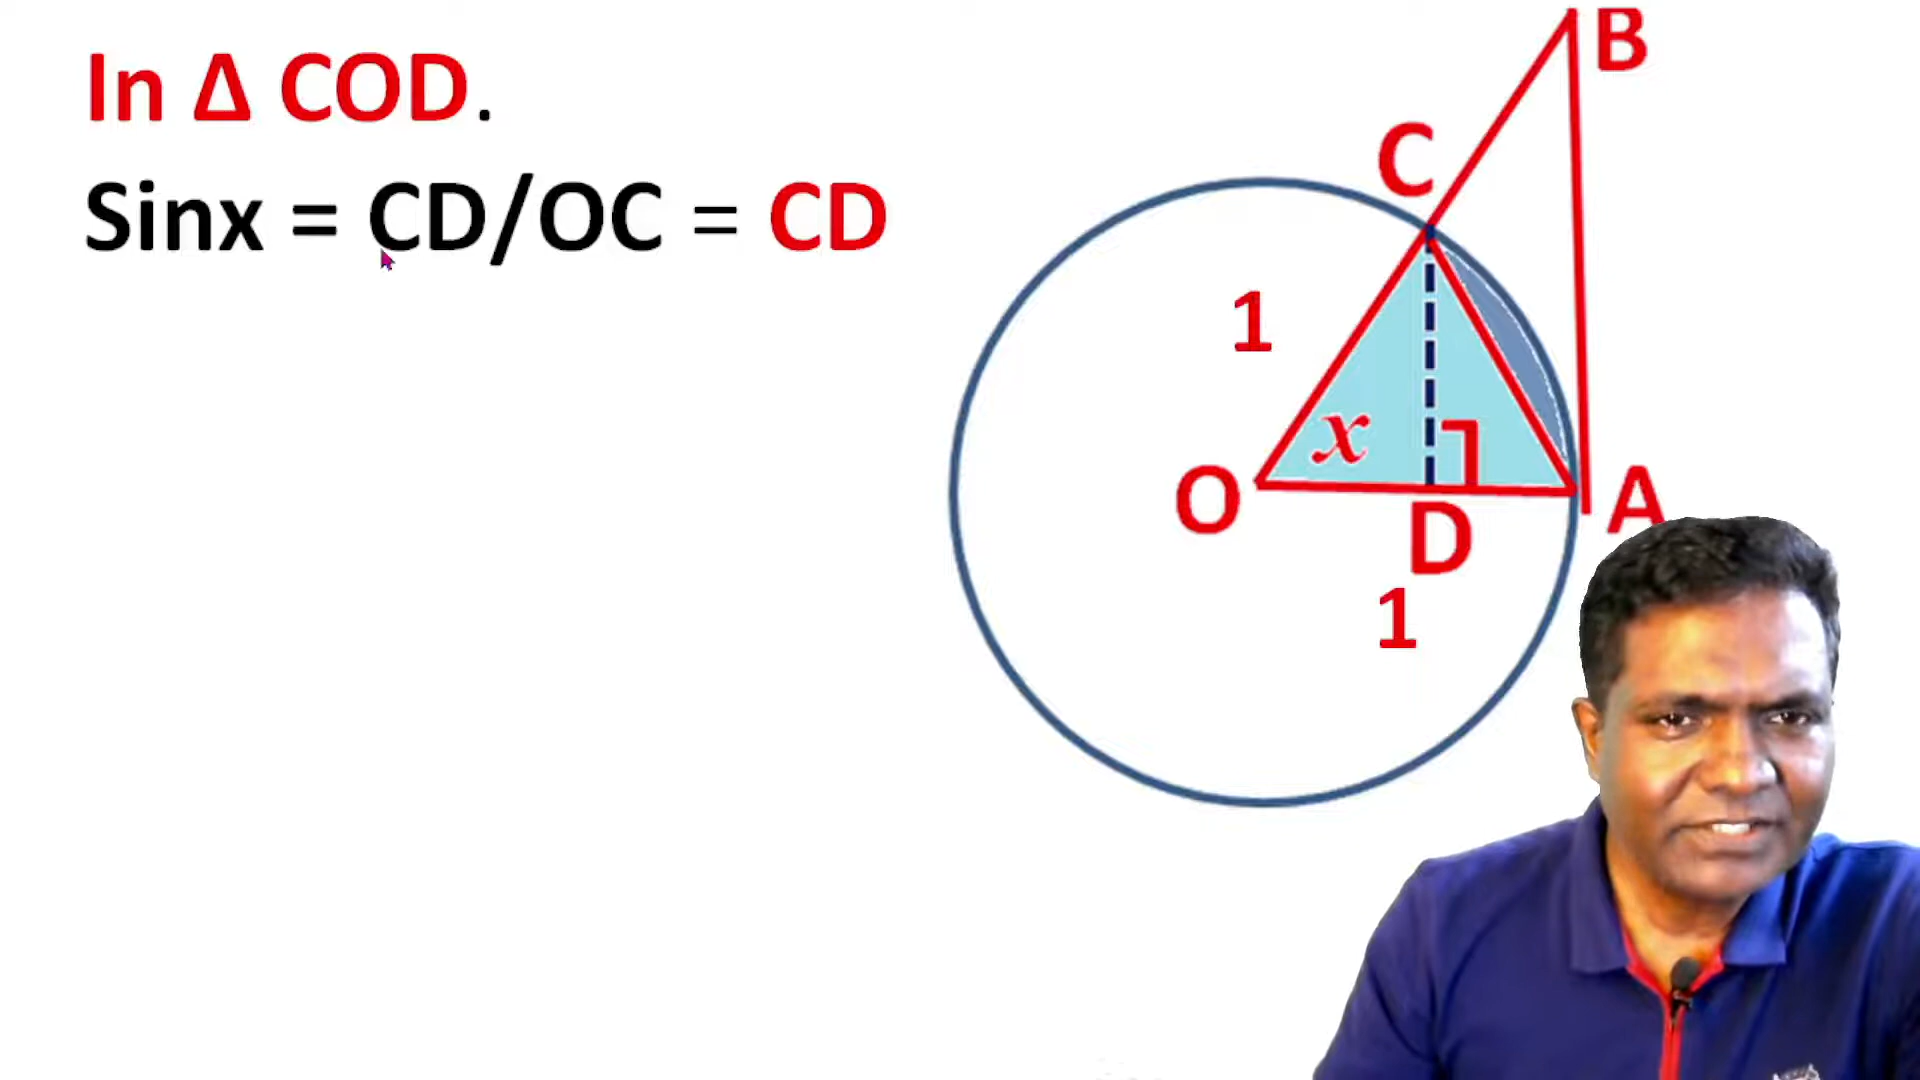 In Δ COD.
Sinx = CD/OC = CD
B
C
1
x
O
D
A
1